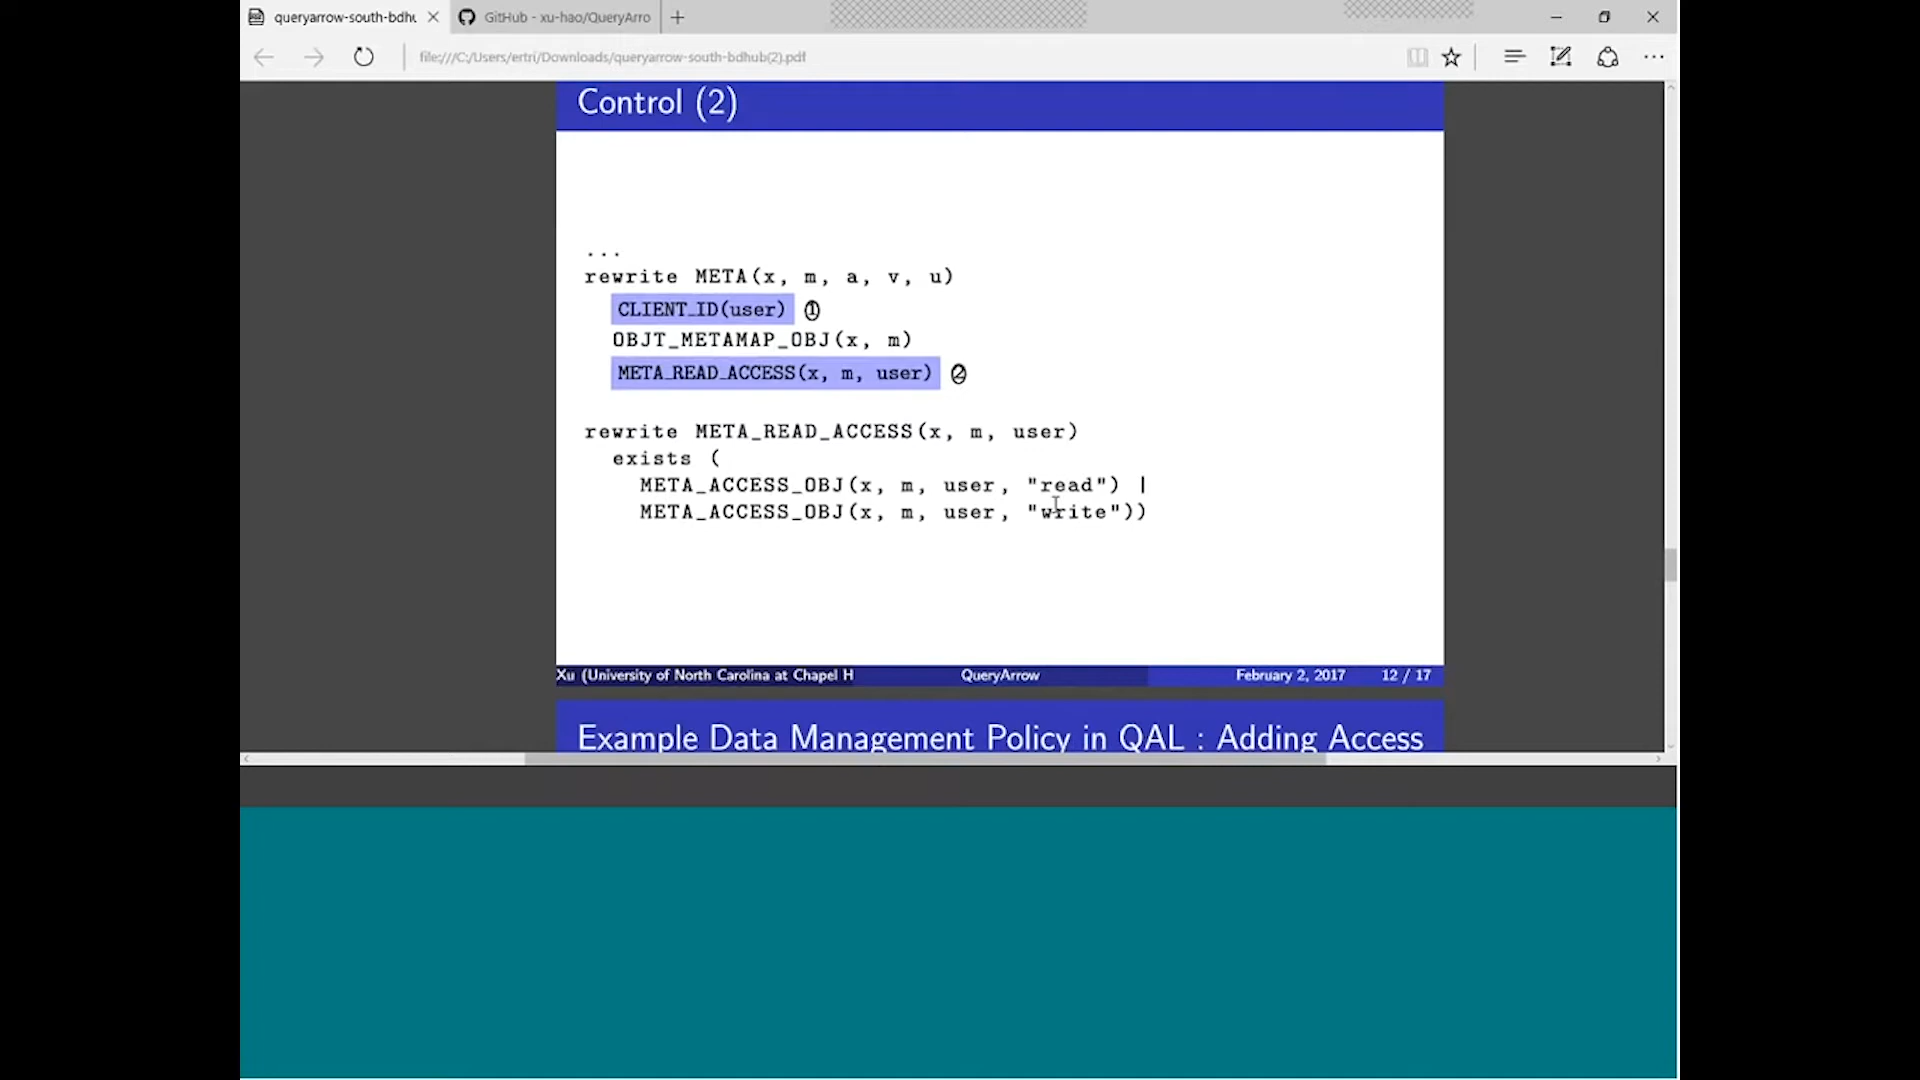 queryarrow-south-bdhu
GitHub - xu-hao/QueryArro
file:///C:/Users/ertri/Downloads/queryarrow-south-bdhub(2).pdf
Control (2)
...
rewrite META(x, m, a, v, u)
CLIENT_ID(user) ①
OBJT_METAMAP_OBJ(x, m)
META_READ_ACCESS(x, m, user) ②
rewrite META_READ_ACCESS(x, m, user)
exists (
META_ACCESS_OBJ(x, m, user, "read") |
META_ACCESS_OBJ(x, m, user, "write"))
Xu (University of North Carolina at Chapel H QueryArrow February 2, 2017 12 / 17
Example Data Management Policy in QAL : Adding Access